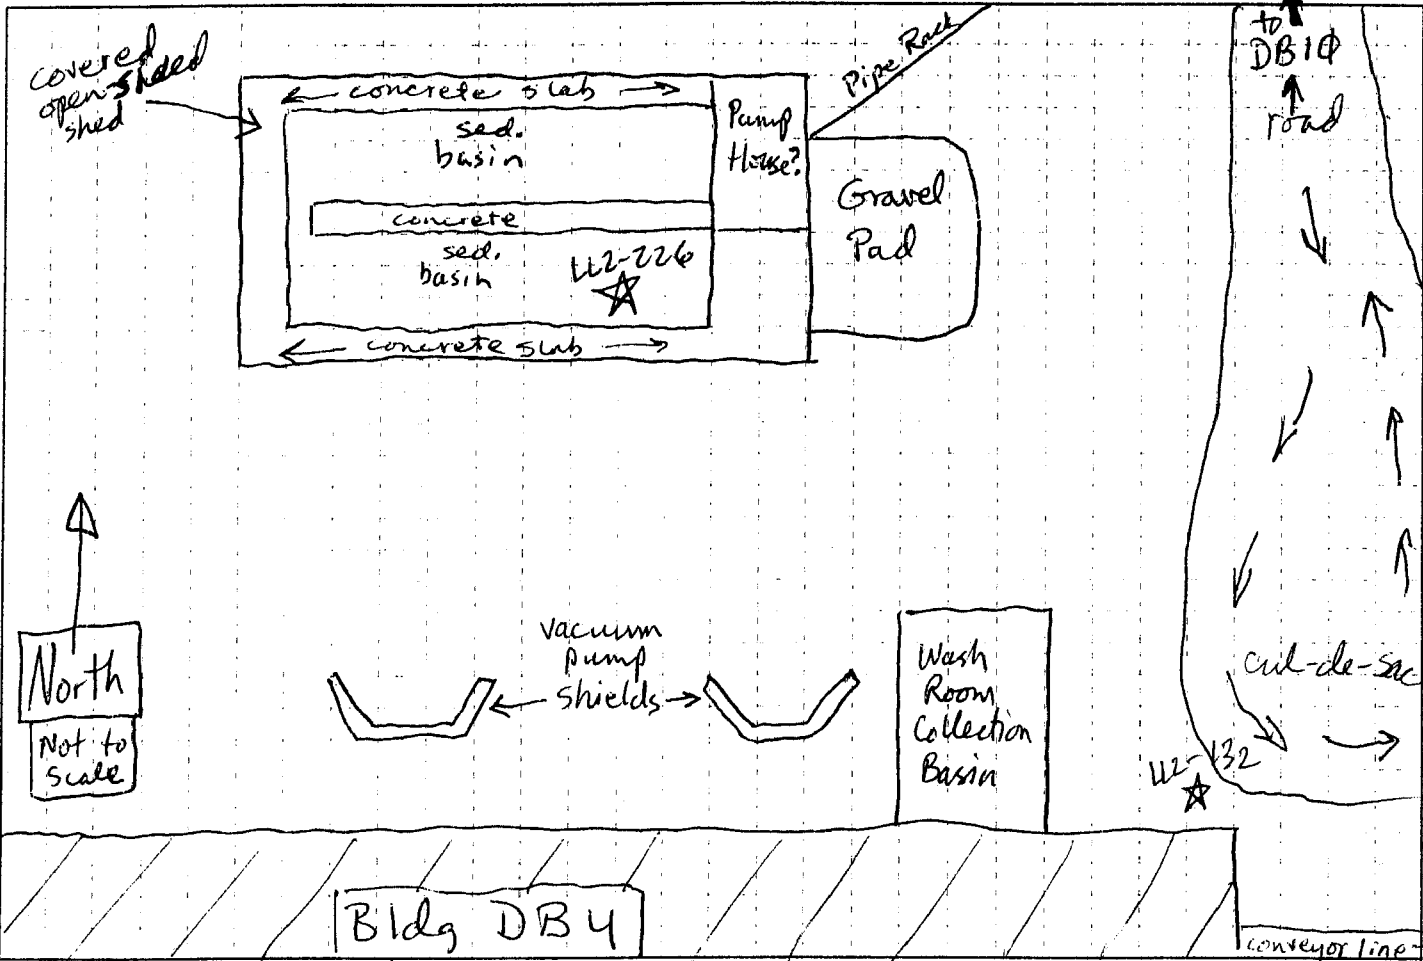 to
DB10
road
covered
open-sided
shed
concrete slab
sed.
basin
Pump
House?
Pipe Rack
Gravel
Pad
concrete
sed.
basin
LL2-226
concrete slab
North
Not to
Scale
vacuum
pump
shields
Wash
Room
Collection
Basin
cul-de-sac
LL2-132
Bldg DB4
conveyor line